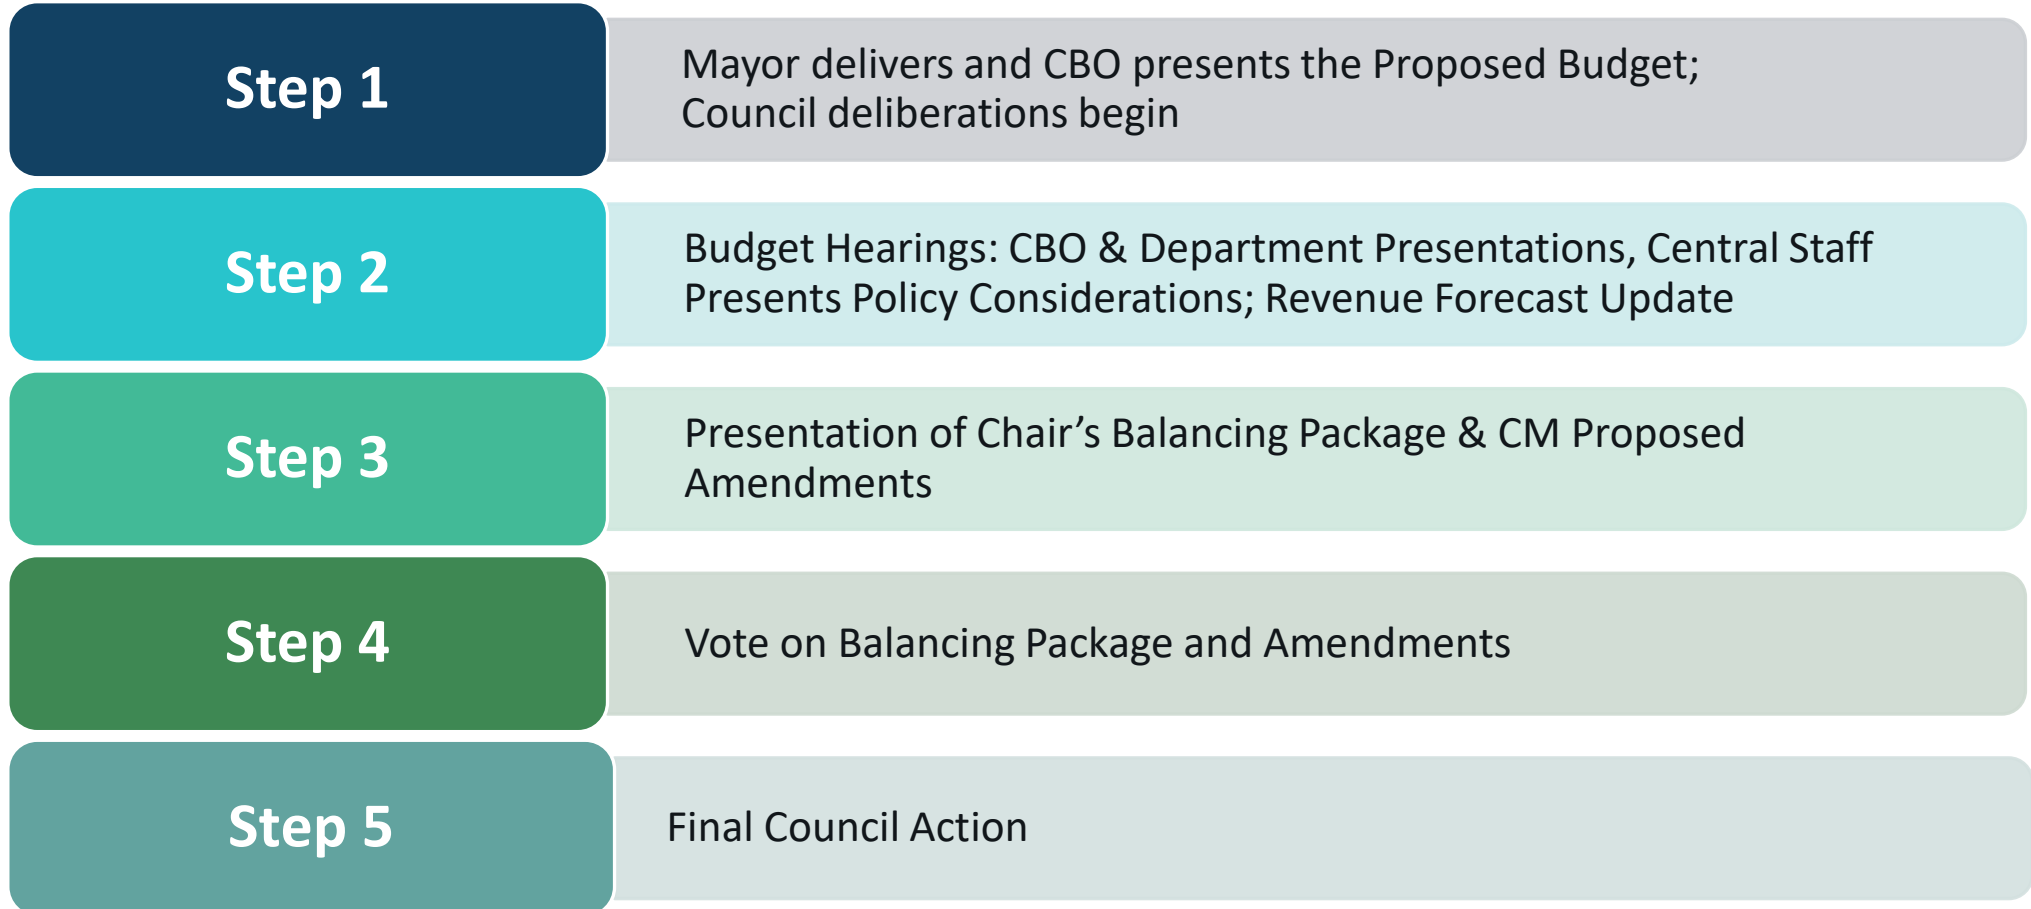 Step 1
Mayor delivers and CBO presents the Proposed Budget;
Council deliberations begin
Step 2
Budget Hearings: CBO & Department Presentations, Central Staff
Presents Policy Considerations; Revenue Forecast Update
Step 3
Presentation of Chair’s Balancing Package & CM Proposed
Amendments
Step 4
Vote on Balancing Package and Amendments
Step 5
Final Council Action